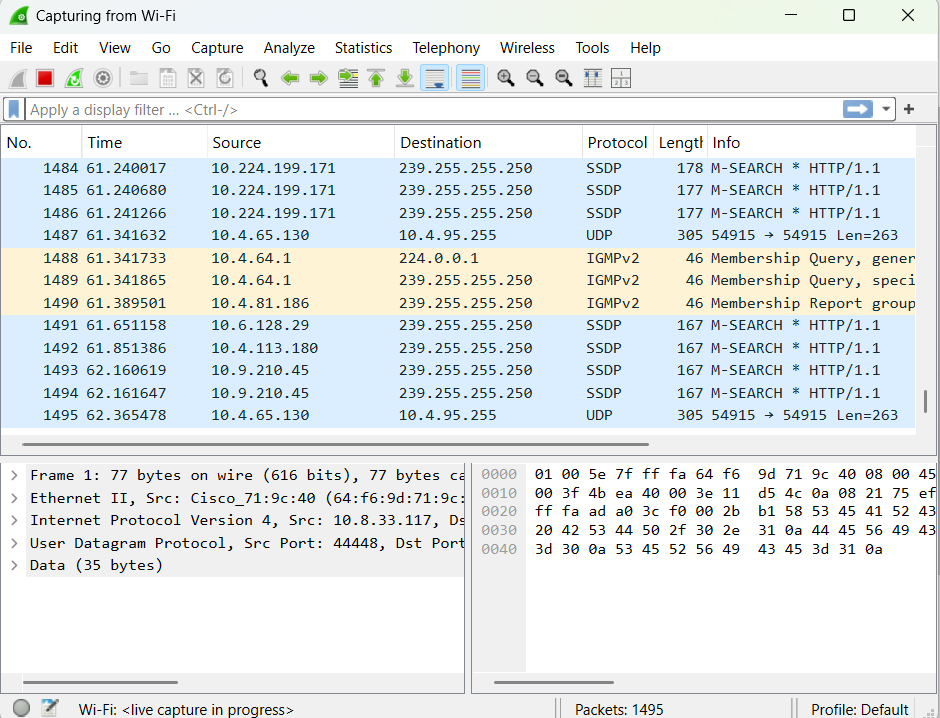 Capturing from Wi-Fi
File Edit View Go Capture Analyze Statistics Telephony Wireless Tools Help
Apply a display filter ... <Ctrl-/>
No. Time Source Destination Protocol Length Info
1484 61.240017 10.224.199.171 239.255.255.250 SSDP 178 M-SEARCH * HTTP/1.1
1485 61.240680 10.224.199.171 239.255.255.250 SSDP 177 M-SEARCH * HTTP/1.1
1486 61.241266 10.224.199.171 239.255.255.250 SSDP 177 M-SEARCH * HTTP/1.1
1487 61.341632 10.4.65.130 10.4.95.255 UDP 305 54915 → 54915 Len=263
1488 61.341733 10.4.64.1 224.0.0.1 IGMPv2 46 Membership Query, gener
1489 61.341865 10.4.64.1 239.255.255.250 IGMPv2 46 Membership Query, speci
1490 61.389501 10.4.81.186 239.255.255.250 IGMPv2 46 Membership Report group
1491 61.651158 10.6.128.29 239.255.255.250 SSDP 167 M-SEARCH * HTTP/1.1
1492 61.851386 10.4.113.180 239.255.255.250 SSDP 167 M-SEARCH * HTTP/1.1
1493 62.160619 10.9.210.45 239.255.255.250 SSDP 167 M-SEARCH * HTTP/1.1
1494 62.161647 10.9.210.45 239.255.255.250 SSDP 167 M-SEARCH * HTTP/1.1
1495 62.365478 10.4.65.130 10.4.95.255 UDP 305 54915 → 54915 Len=263
Frame 1: 77 bytes on wire (616 bits), 77 bytes ca
Ethernet II, Src: Cisco_71:9c:40 (64:f6:9d:71:9c:
Internet Protocol Version 4, Src: 10.8.33.117, Ds
User Datagram Protocol, Src Port: 44448, Dst Port
Data (35 bytes)
0000 01 00 5e 7f ff fa 64 f6 9d 71 9c 40 08 00 45
0010 00 3f 4b ea 40 00 3e 11 d5 4c 0a 08 21 75 ef
0020 ff fa ad a0 3c f0 00 2b b1 58 53 45 41 52 43
0030 20 42 53 44 50 2f 30 2e 31 0a 44 45 56 49 43
0040 3d 30 0a 53 45 52 56 49 43 45 3d 31 0a
Wi-Fi: <live capture in progress> Packets: 1495 Profile: Default